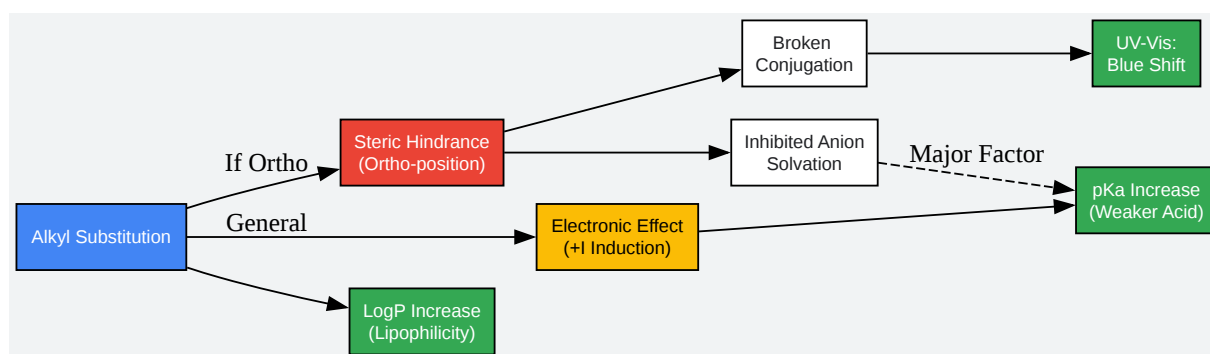 Broken
Conjugation
UV-Vis:
Blue Shift
Steric Hindrance
(Ortho-position)
If Ortho
Inhibited Anion
Solvation
Major Factor
pKa Increase
(Weaker Acid)
Alkyl Substitution
General
Electronic Effect
(+I Induction)
LogP Increase
(Lipophilicity)